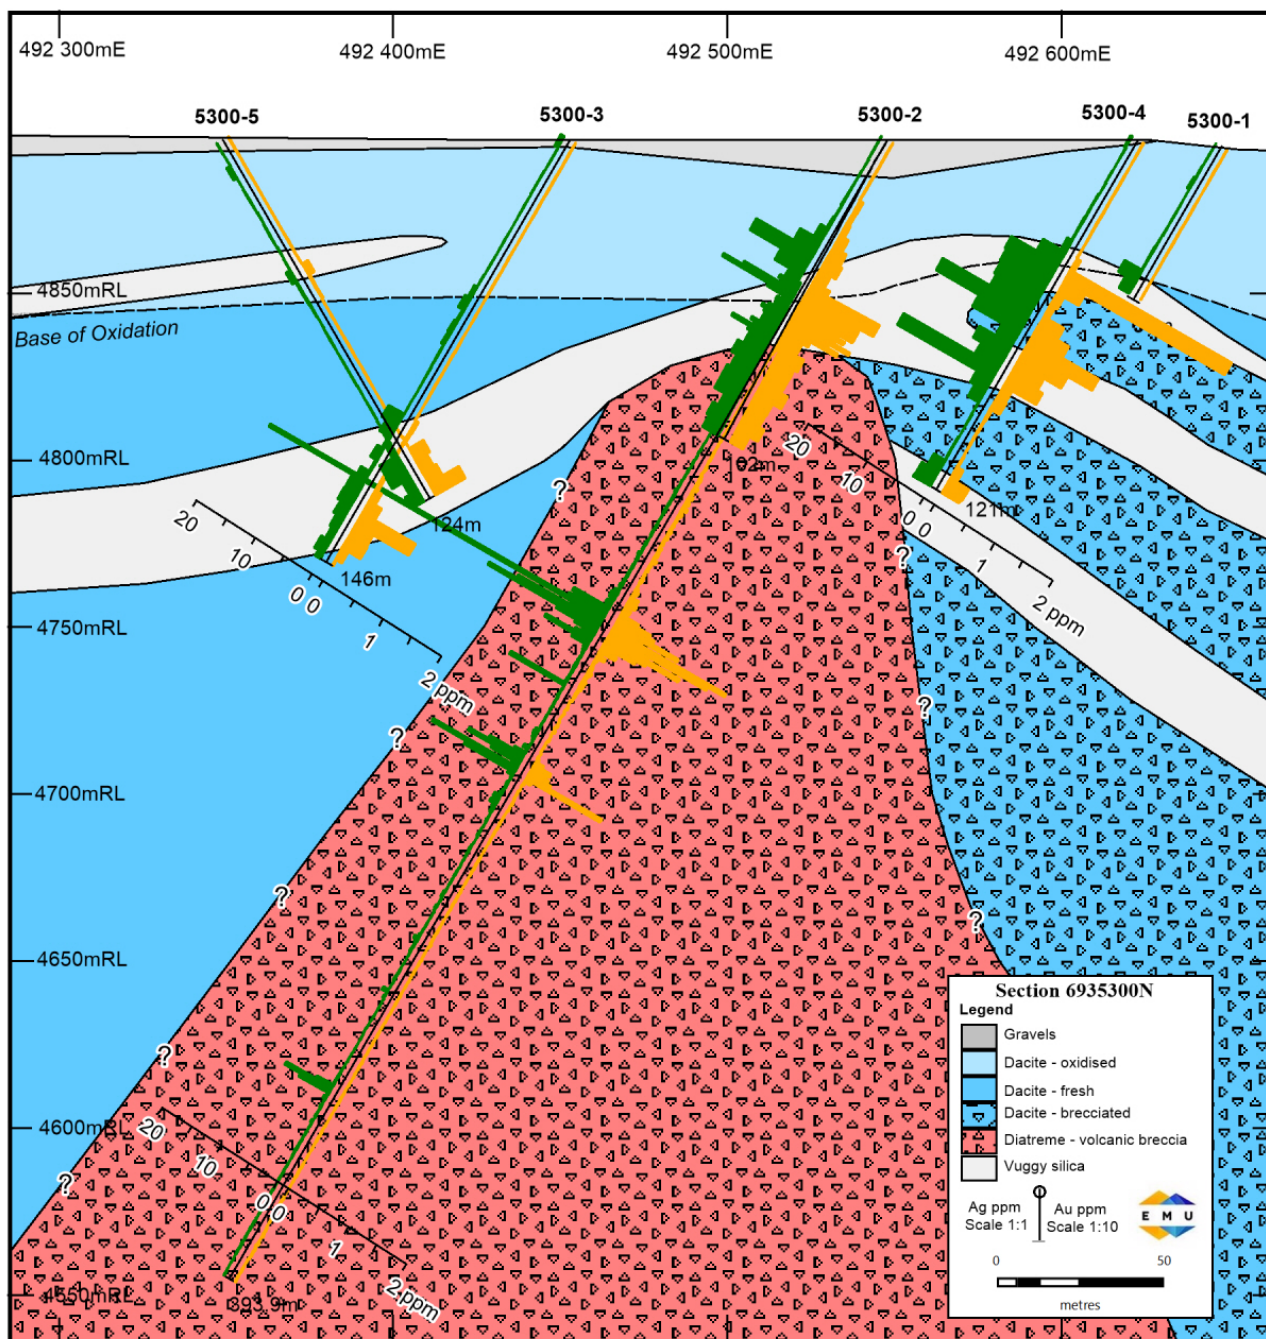 492 300mE
492 400mE
492 500mE
492 600mE
5300-5
5300-3
5300-2
5300-4
5300-1
4850mRL
Base of Oxidation
4800mRL
20
10
0 0
1
2 ppm
124m
146m
102m
20
10
0 0
1
2 ppm
121m
?
?
?
?
?
?
?
?
?
4750mRL
4700mRL
4650mRL
4600mRL
4550mRL
20
10
0 0
1
2 ppm
393.9m
Section 6935300N
Legend
Gravels
Dacite - oxidised
Dacite - fresh
Dacite - brecciated
Diatreme - volcanic breccia
Vuggy silica
Ag ppm
Scale 1:1
Au ppm
Scale 1:10
E M U
0
50
metres